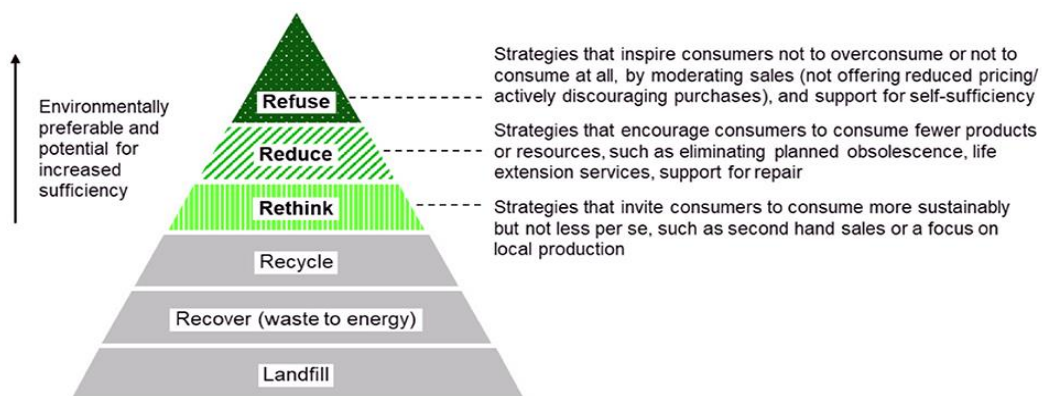 Environmentally
preferable and
potential for
increased
sufficiency
Refuse
Strategies that inspire consumers not to overconsume or not to
consume at all, by moderating sales (not offering reduced pricing/
actively discouraging purchases), and support for self-sufficiency
Reduce
Strategies that encourage consumers to consume fewer products
or resources, such as eliminating planned obsolescence, life
extension services, support for repair
Rethink
Strategies that invite consumers to consume more sustainably
but not less per se, such as second hand sales or a focus on
local production
Recycle
Recover (waste to energy)
Landfill